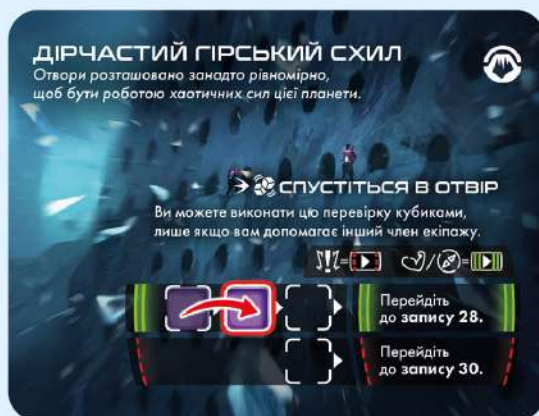 ДІРЧАСТИЙ ГІРСЬКИЙ СХИЛ
Отвори розташовано занадто рівномірно,
щоб бути роботою хаотичних сил цієї планети.
СПУСТІТЬСЯ В ОТВІР
Ви можете виконати цю перевірку кубиками,
лише якщо вам допомагає інший член екіпажу.
Перейдіть
до запису 28.
Перейдіть
до запису 30.